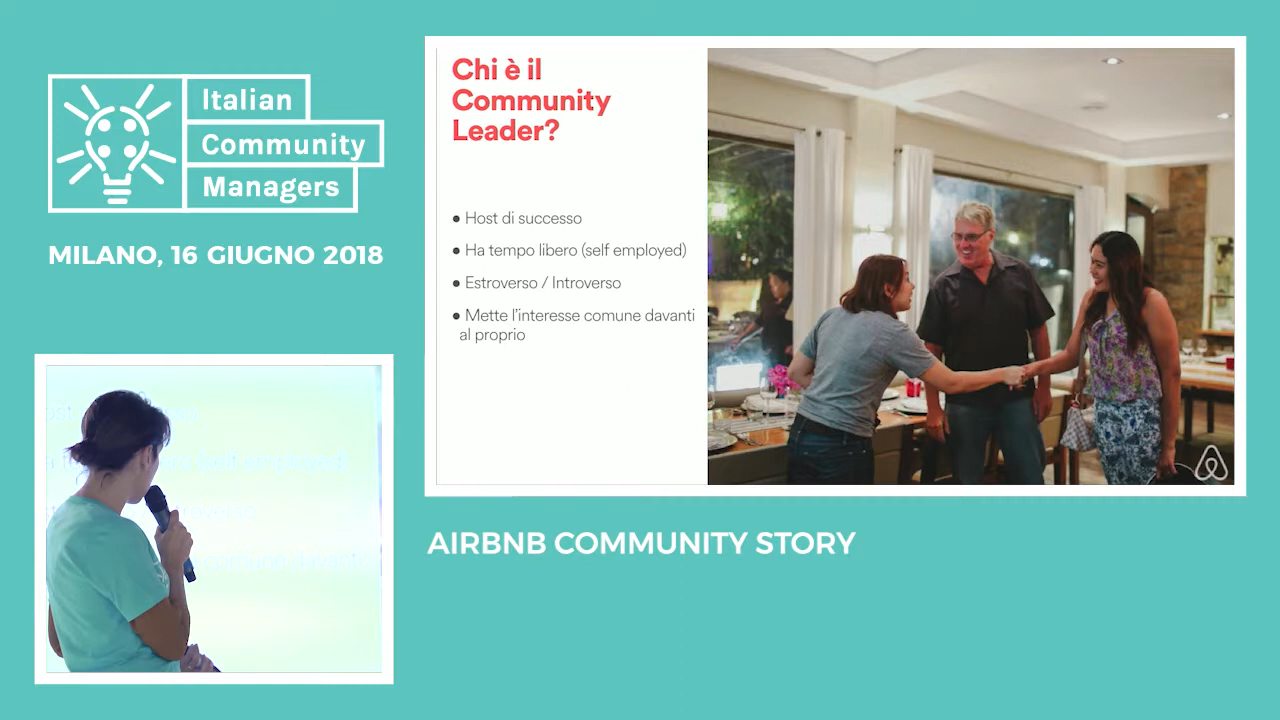 Italian
Community
Managers
MILANO, 16 GIUGNO 2018
Chi è il
Community
Leader?
● Host di successo
● Ha tempo libero (self employed)
● Estroverso / Introverso
● Mette l'interesse comune davanti
al proprio
AIRBNB COMMUNITY STORY